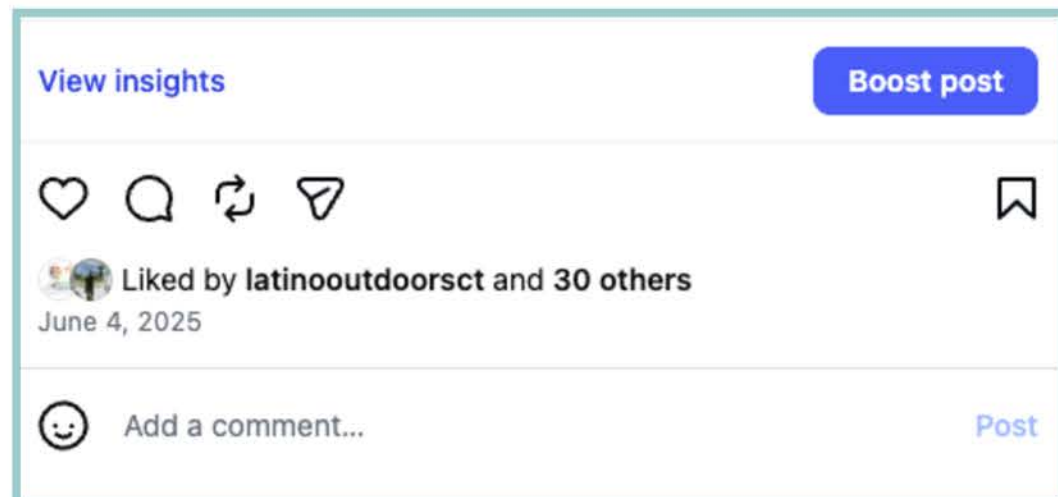 View insights
Boost post
Liked by latinooutdoorsct and 30 others
June 4, 2025
Add a comment...
Post